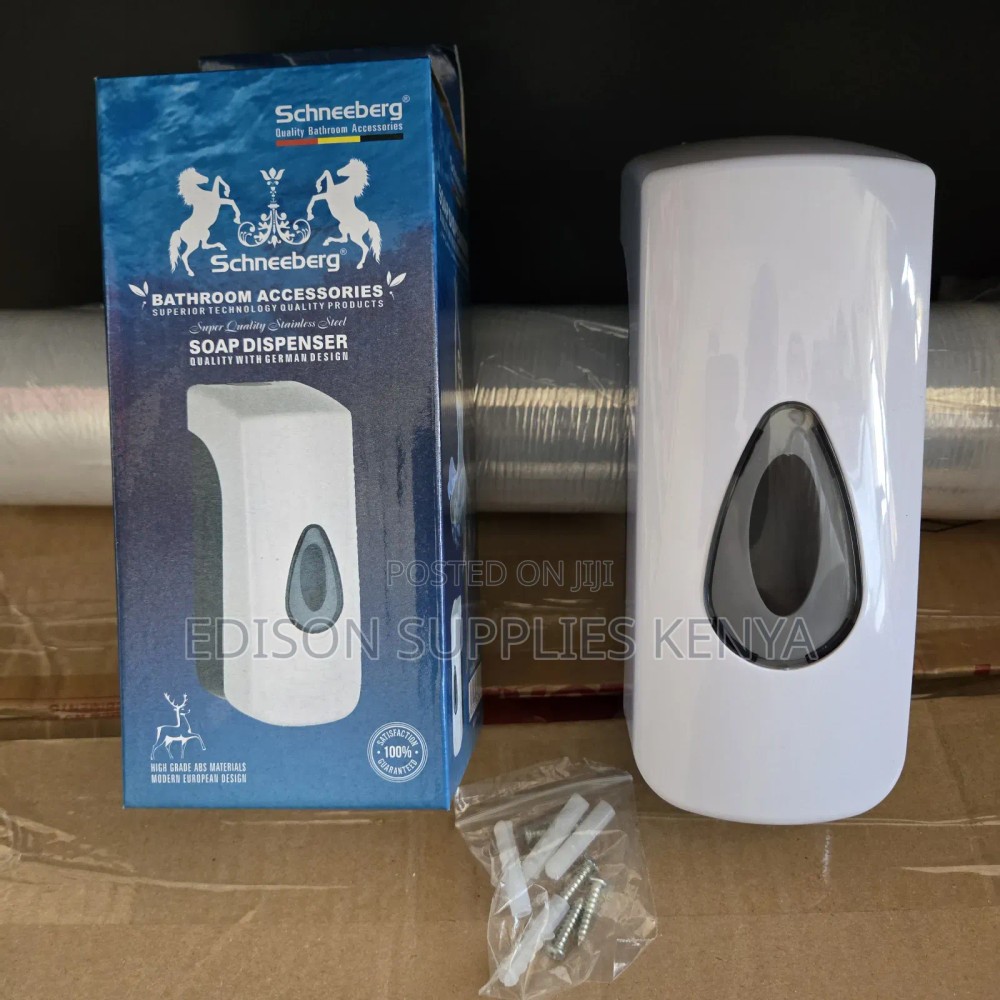 Schneeberg®
Quality Bathroom Accessories
Schneeberg®
BATHROOM ACCESSORIES
SUPERIOR TECHNOLOGY QUALITY PRODUCTS
Super Quality Stainless Steel
SOAP DISPENSER
QUALITY WITH GERMAN DESIGN
POSTED ON JIJI
EDISON SUPPLIES KENYA
HIGH GRADE ABS MATERIALS
MODERN EUROPEAN DESIGN
SATISFACTION
100%
GUARANTEED